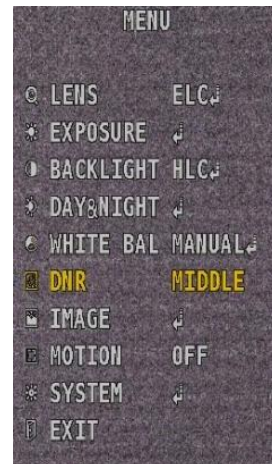 MENU
LENS ELC↲
EXPOSURE ↲
BACKLIGHT HLC↲
DAY&NIGHT ↲
WHITE BAL MANUAL↲
DNR MIDDLE
IMAGE ↲
MOTION OFF
SYSTEM ↲
EXIT